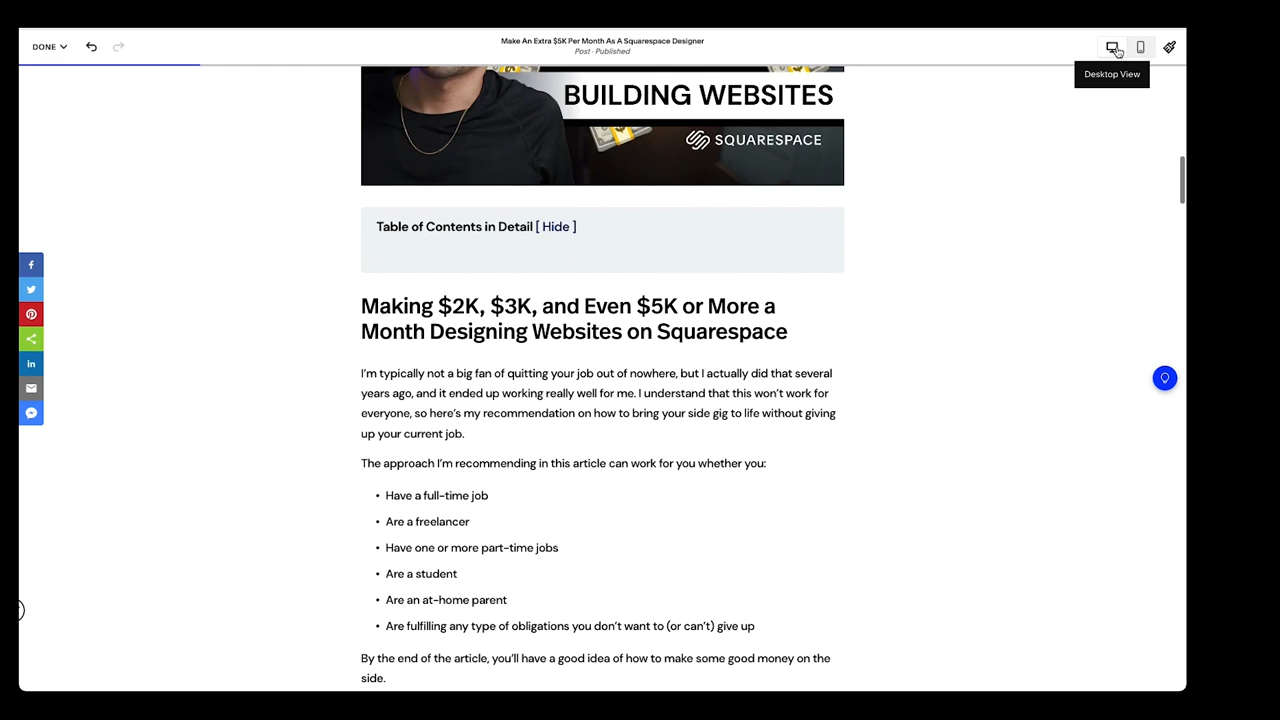 DONE
Make An Extra $5K Per Month As A Squarespace Designer
Post · Published
Desktop View
BUILDING WEBSITES
SQUARESPACE
Table of Contents in Detail [ Hide ]
Making $2K, $3K, and Even $5K or More a
Month Designing Websites on Squarespace
I’m typically not a big fan of quitting your job out of nowhere, but I actually did that several
years ago, and it ended up working really well for me. I understand that this won’t work for
everyone, so here’s my recommendation on how to bring your side gig to life without giving
up your current job.
The approach I’m recommending in this article can work for you whether you:
• Have a full-time job
• Are a freelancer
• Have one or more part-time jobs
• Are a student
• Are an at-home parent
• Are fulfilling any type of obligations you don’t want to (or can’t) give up
By the end of the article, you’ll have a good idea of how to make some good money on the
side.